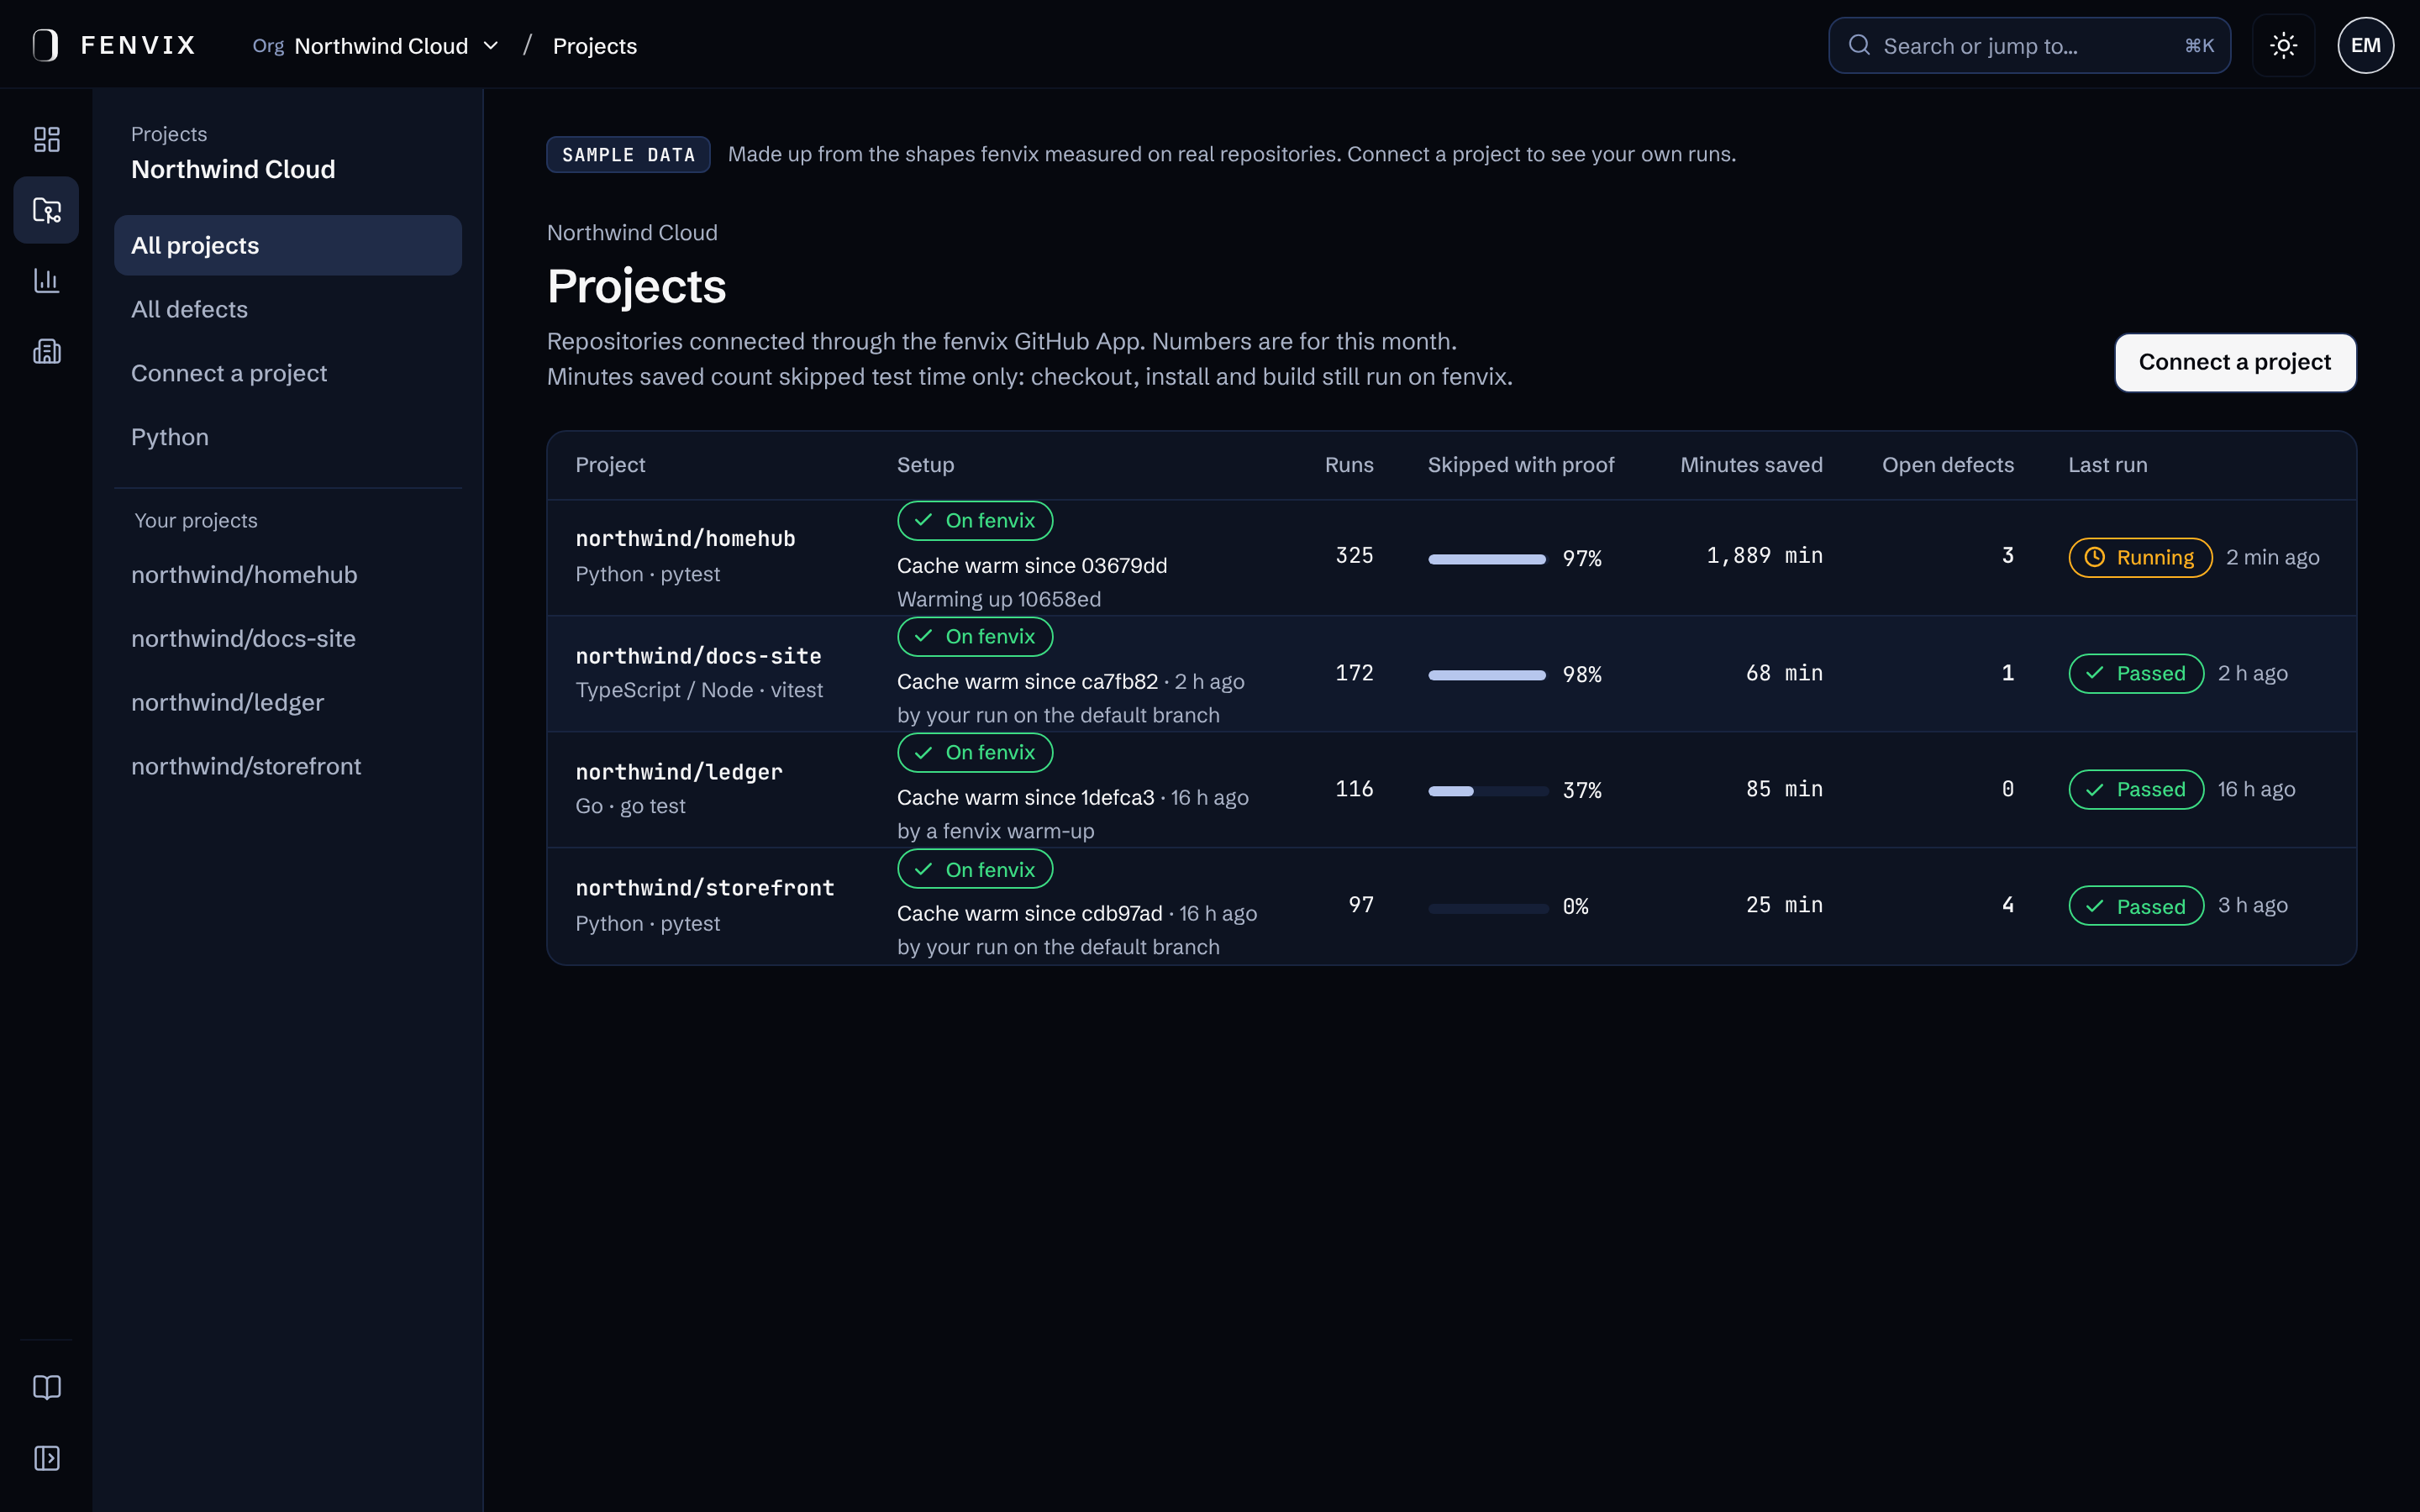 FENVIX
Org Northwind Cloud / Projects
Search or jump to... ⌘K
EM
Projects
Northwind Cloud
All projects
All defects
Connect a project
Python
Your projects
northwind/homehub
northwind/docs-site
northwind/ledger
northwind/storefront
SAMPLE DATA Made up from the shapes fenvix measured on real repositories. Connect a project to see your own runs.
Northwind Cloud
Projects
Repositories connected through the fenvix GitHub App. Numbers are for this month.
Minutes saved count skipped test time only: checkout, install and build still run on fenvix.
Connect a project
Project Setup Runs Skipped with proof Minutes saved Open defects Last run
northwind/homehub
Python · pytest
On fenvix
Cache warm since 03679dd
Warming up 10658ed
325 97% 1,889 min 3 Running 2 min ago
northwind/docs-site
TypeScript / Node · vitest
On fenvix
Cache warm since ca7fb82 · 2 h ago
by your run on the default branch
172 98% 68 min 1 Passed 2 h ago
northwind/ledger
Go · go test
On fenvix
Cache warm since 1defca3 · 16 h ago
by a fenvix warm-up
116 37% 85 min 0 Passed 16 h ago
northwind/storefront
Python · pytest
On fenvix
Cache warm since cdb97ad · 16 h ago
by your run on the default branch
97 0% 25 min 4 Passed 3 h ago